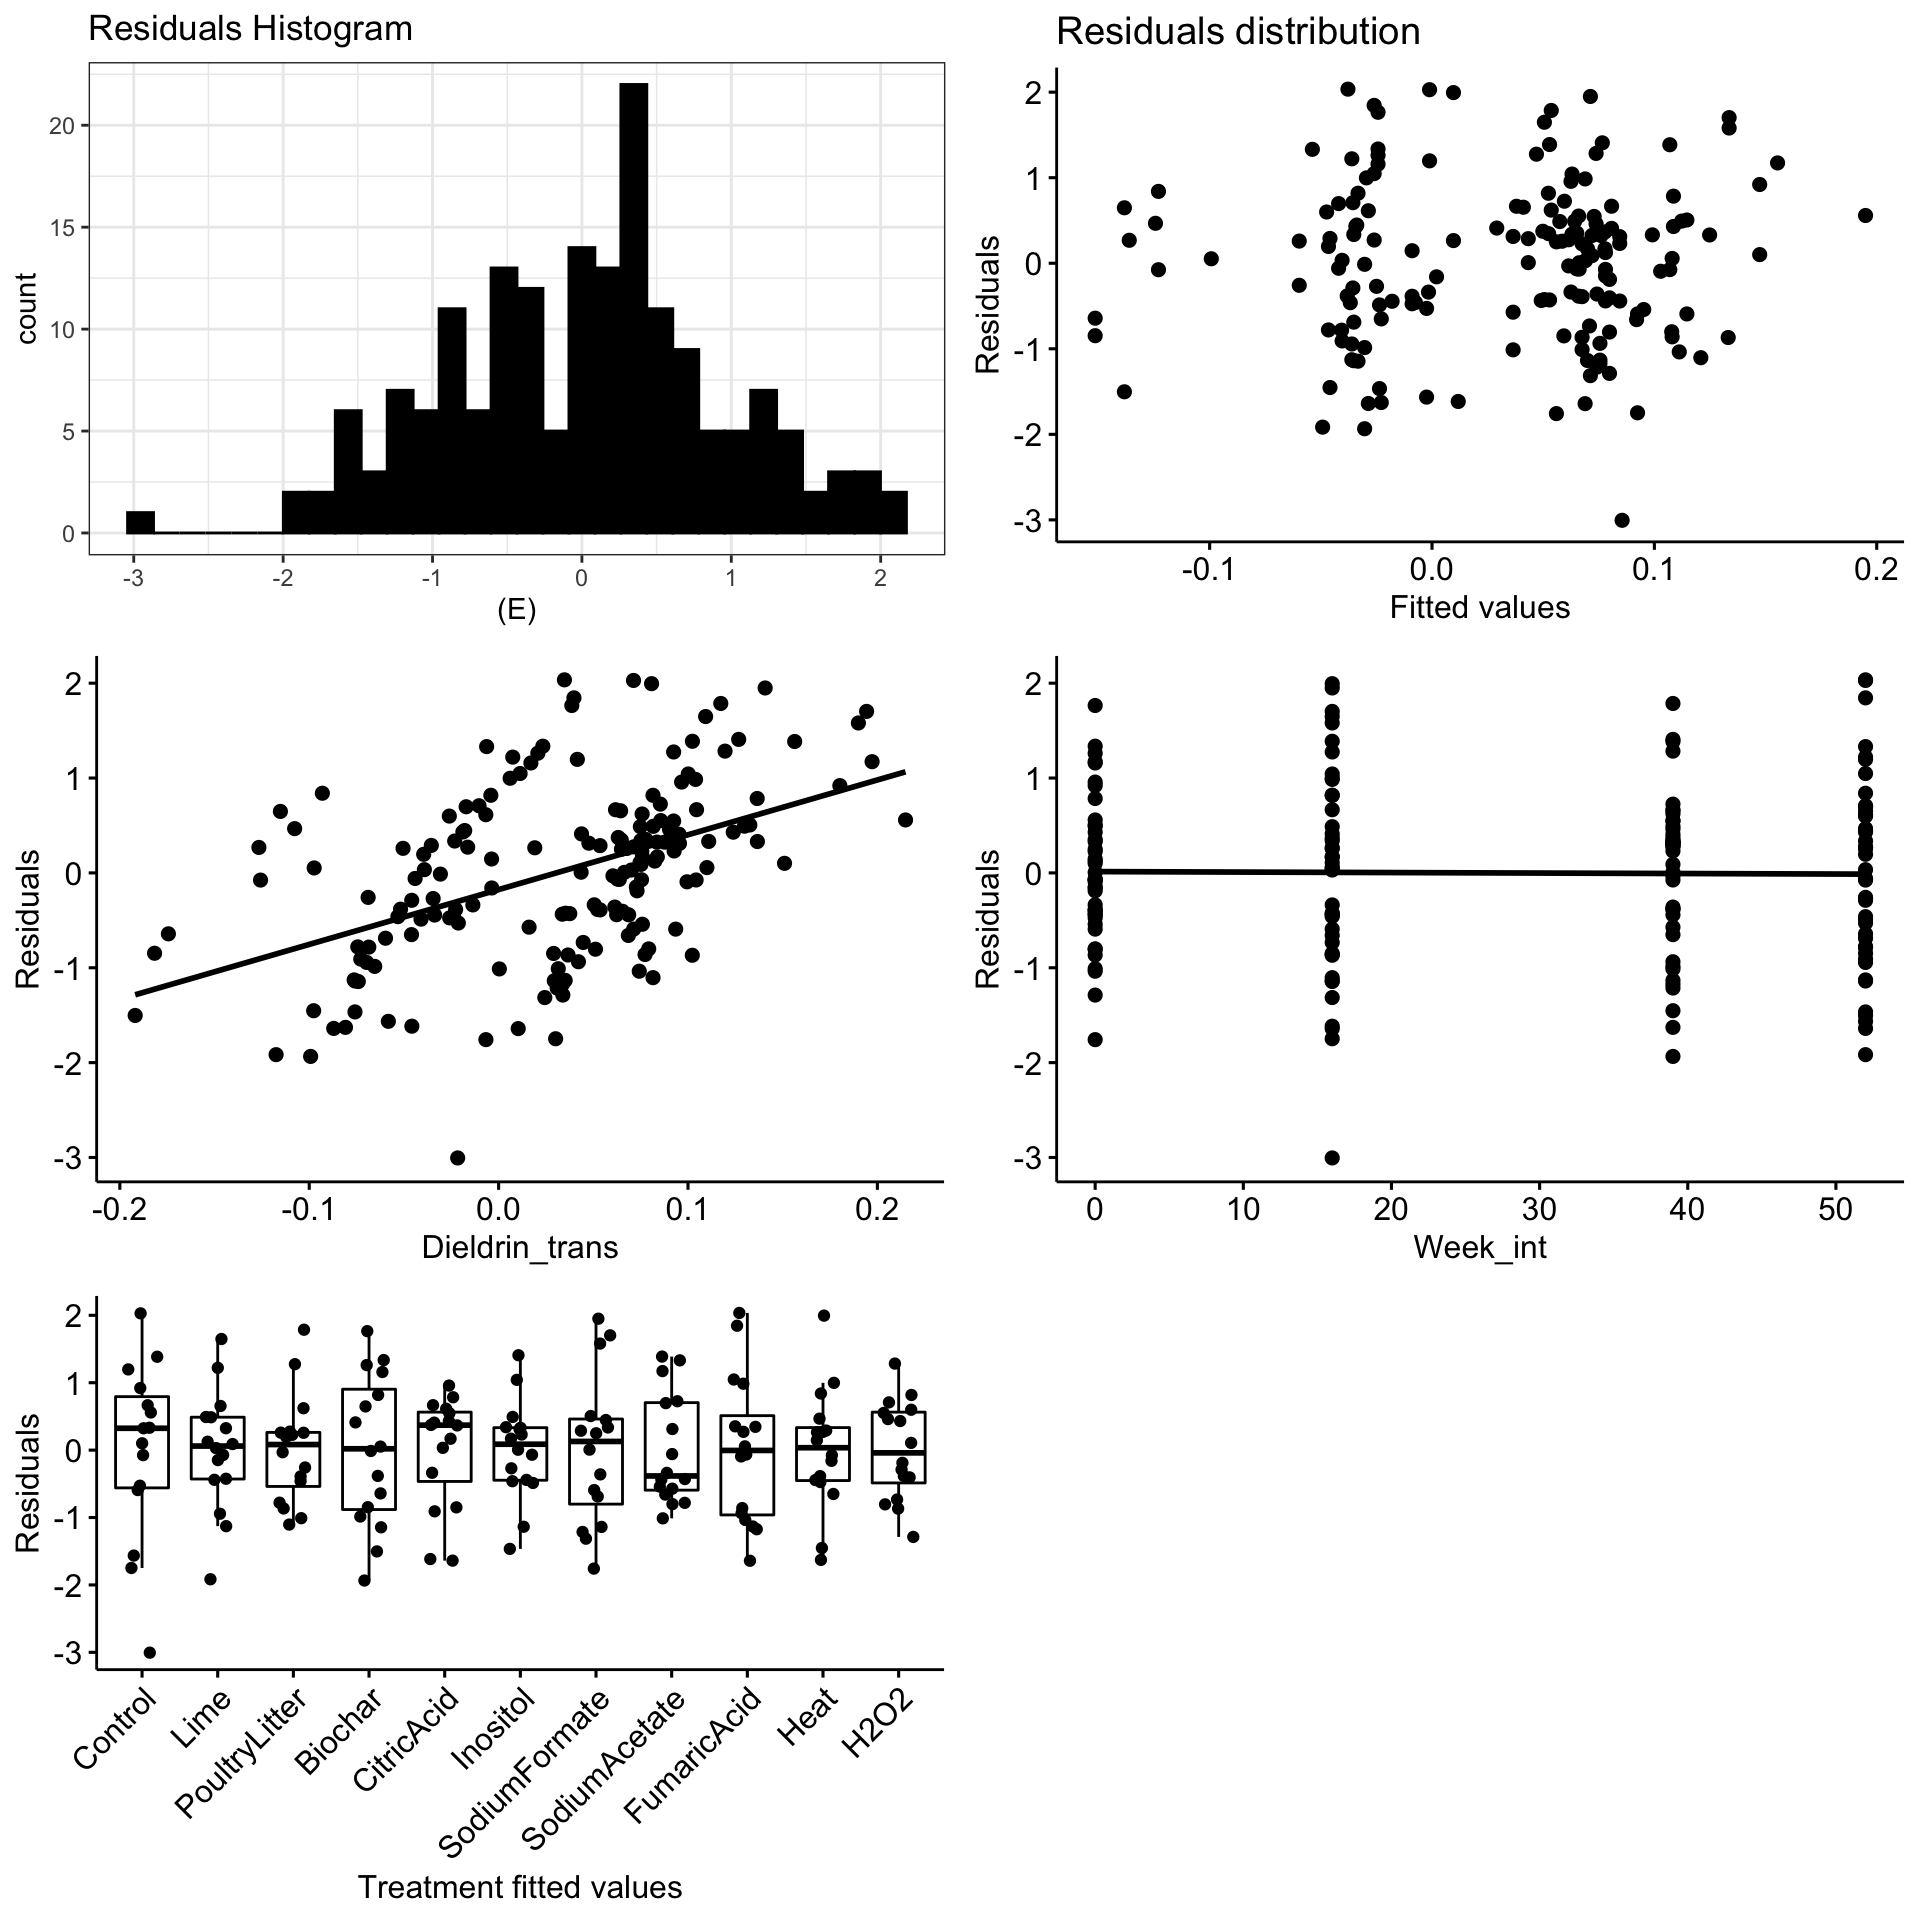 Residuals Histogram
20
15
10
5
0
count
-3
-2
-1
0
1
2
(E)
Residuals distribution
2
1
0
-1
-2
-3
Residuals
-0.1
0.0
0.1
0.2
Fitted values
2
1
0
-1
-2
-3
Residuals
-0.2
-0.1
0.0
0.1
0.2
Dieldrin_trans
2
1
0
-1
-2
-3
Residuals
0
10
20
30
40
50
Week_int
2
1
0
-1
-2
-3
Residuals
Control
Lime
PoultryLitter
Biochar
CitricAcid
Inositol
SodiumFormate
SodiumAcetate
FumaricAcid
Heat
H2O2
Treatment fitted values